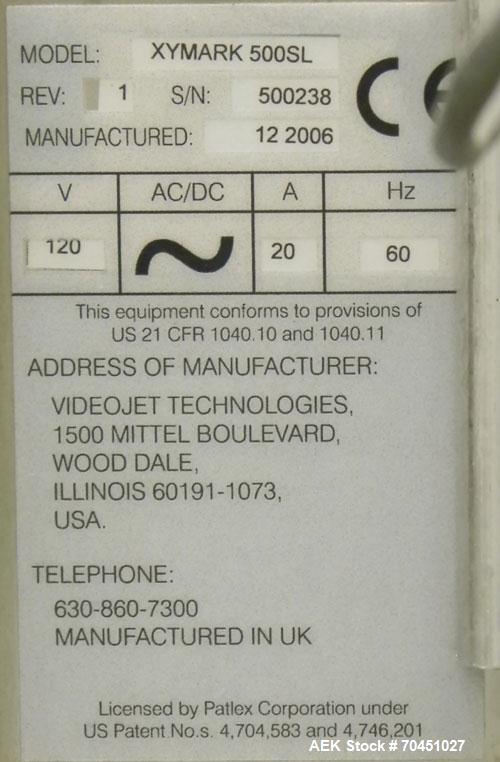 MODEL: XYMARK 500SL
REV: 1 S/N: 500238
MANUFACTURED: 12 2006
CE
V AC/DC A Hz
120 ~ 20 60
This equipment conforms to provisions of
US 21 CFR 1040.10 and 1040.11
ADDRESS OF MANUFACTURER:
VIDEOJET TECHNOLOGIES,
1500 MITTEL BOULEVARD,
WOOD DALE,
ILLINOIS 60191-1073,
USA.
TELEPHONE:
630-860-7300
MANUFACTURED IN UK
Licensed by Patlex Corporation under
US Patent No.s 4,704,583 and 4,746,201
AEK Stock # 70451027